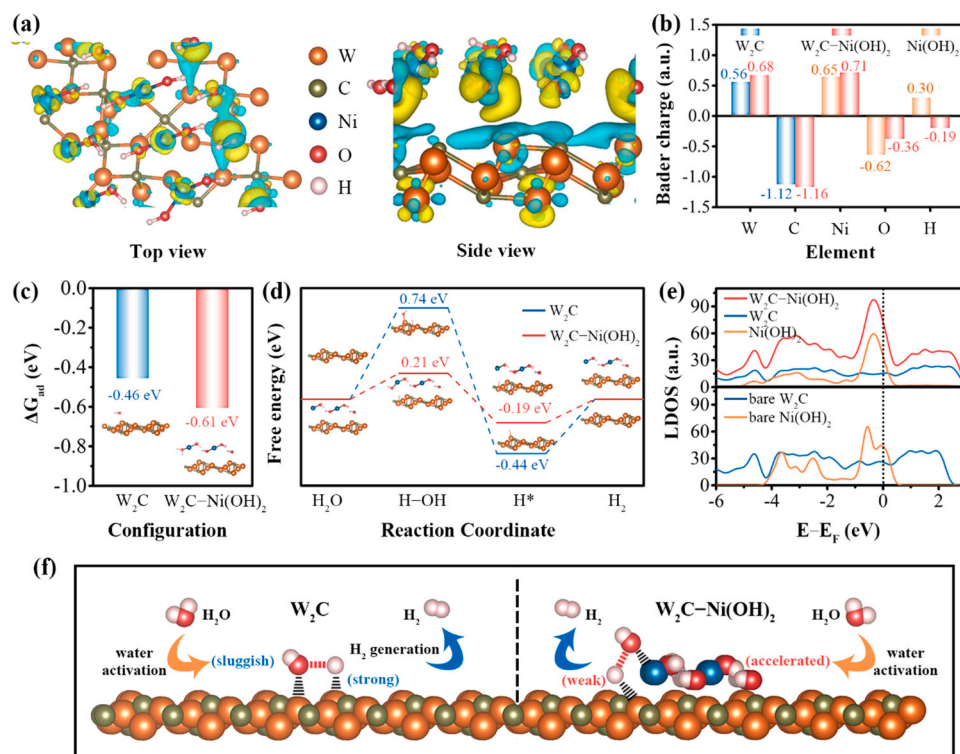 (a)
W
C
Ni
O
H
Top view
Side view
(b)
W₂C
W₂C−Ni(OH)₂
Ni(OH)₂
Bader charge (a.u.)
1.5
1.0
0.5
0.0
-0.5
-1.0
-1.5
0.56
0.68
-1.12
-1.16
0.65
0.71
-0.62
-0.36
0.30
-0.19
W C Ni O H
Element
(c)
ΔG_ad (eV)
0.0
-0.2
-0.4
-0.6
-0.8
-1.0
-0.46 eV
-0.61 eV
W₂C W₂C−Ni(OH)₂
Configuration
(d)
Free energy (eV)
0.74 eV
W₂C
W₂C−Ni(OH)₂
0.21 eV
-0.19 eV
-0.44 eV
H₂O H−OH H* H₂
Reaction Coordinate
(e)
LDOS (a.u.)
90
60
30
0
W₂C−Ni(OH)₂
W₂C
Ni(OH)₂
90
60
30
0
bare W₂C
bare Ni(OH)₂
-6 -4 -2 0 2
E−E_F (eV)
(f)
W₂C
H₂O
water
activation
(sluggish)
(strong)
H₂
H₂ generation
W₂C−Ni(OH)₂
H₂
(weak)
(accelerated)
H₂O
water
activation